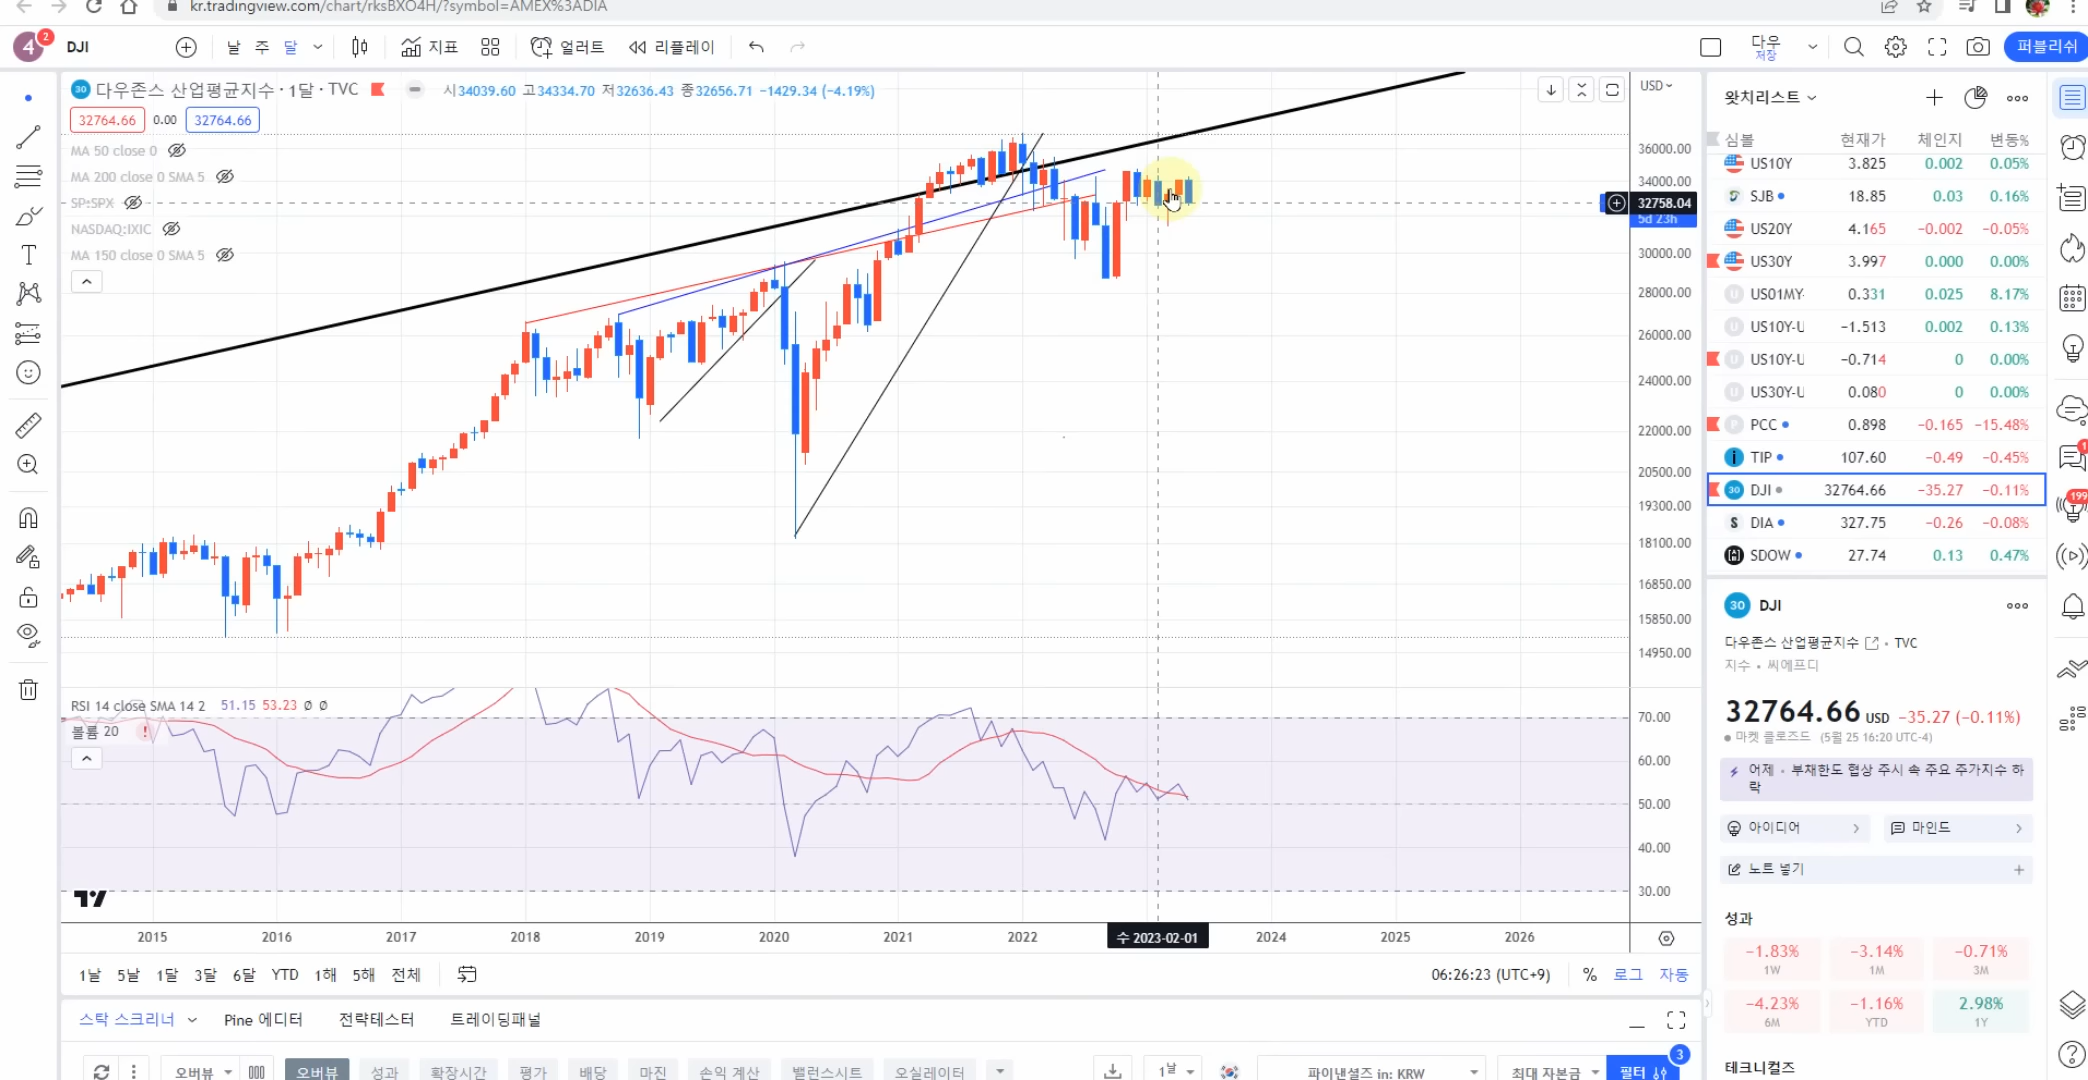 kr.tradingview.com/chart/rksBXO4H/?symbol=AMEX%3ADIA
4 2 DJI 날 주 달 지표 얼러트 리플레이 다우 저장 퍼블리쉬
30 다우존스 산업평균지수 · 1달 · TVC 시34039.60 고34334.70 저32636.43 종32656.71 −1429.34 (−4.19%)
32764.66 0.00 32764.66
MA 50 close 0
MA 200 close 0 SMA 5
SP:SPX
NASDAQ:IXIC
MA 150 close 0 SMA 5
USD
36000.00
34000.00
32758.04
5d 23h
30000.00
28000.00
26000.00
24000.00
22000.00
20500.00
19300.00
18100.00
16850.00
15850.00
14950.00
RSI 14 close SMA 14 2 51.15 53.23 Ø Ø
볼륨 20 !
70.00
60.00
50.00
40.00
30.00
2015 2016 2017 2018 2019 2020 2021 2022 수 2023-02-01 2024 2025 2026
1날 5날 1달 3달 6달 YTD 1해 5해 전체 06:26:23 (UTC+9) % 로그 자동
스탁 스크리너 Pine 에디터 전략테스터 트레이딩패널
오버뷰 오버뷰 성과 확장시간 평가 배당 마진 손익 계산 밸런스시트 오실레이터 1날 파이낸셜즈 in: KRW 최대 자본금 필터 3
왓치리스트
심볼 현재가 체인지 변동%
US10Y 3.825 0.002 0.05%
SJB 18.85 0.03 0.16%
US20Y 4.165 −0.002 −0.05%
US30Y 3.997 0.000 0.00%
US01MY- 0.331 0.025 8.17%
US10Y-U −1.513 0.002 0.13%
US10Y-U −0.714 0 0.00%
US30Y-U 0.080 0 0.00%
PCC 0.898 −0.165 −15.48%
TIP 107.60 −0.49 −0.45%
30 DJI 32764.66 −35.27 −0.11%
DIA 327.75 −0.26 −0.08%
SDOW 27.74 0.13 0.47%
30 DJI
다우존스 산업평균지수 · TVC
지수 · 씨에프디
32764.66 USD −35.27 (−0.11%)
마켓 클로즈드 (5월 25 16:20 UTC-4)
어제 · 부채한도 협상 주시 속 주요 주가지수 하
락
아이디어 마인드
노트 넣기
성과
−1.83% −3.14% −0.71%
1W 1M 3M
−4.23% −1.16% 2.98%
6M YTD 1Y
테크니컬즈
1
199